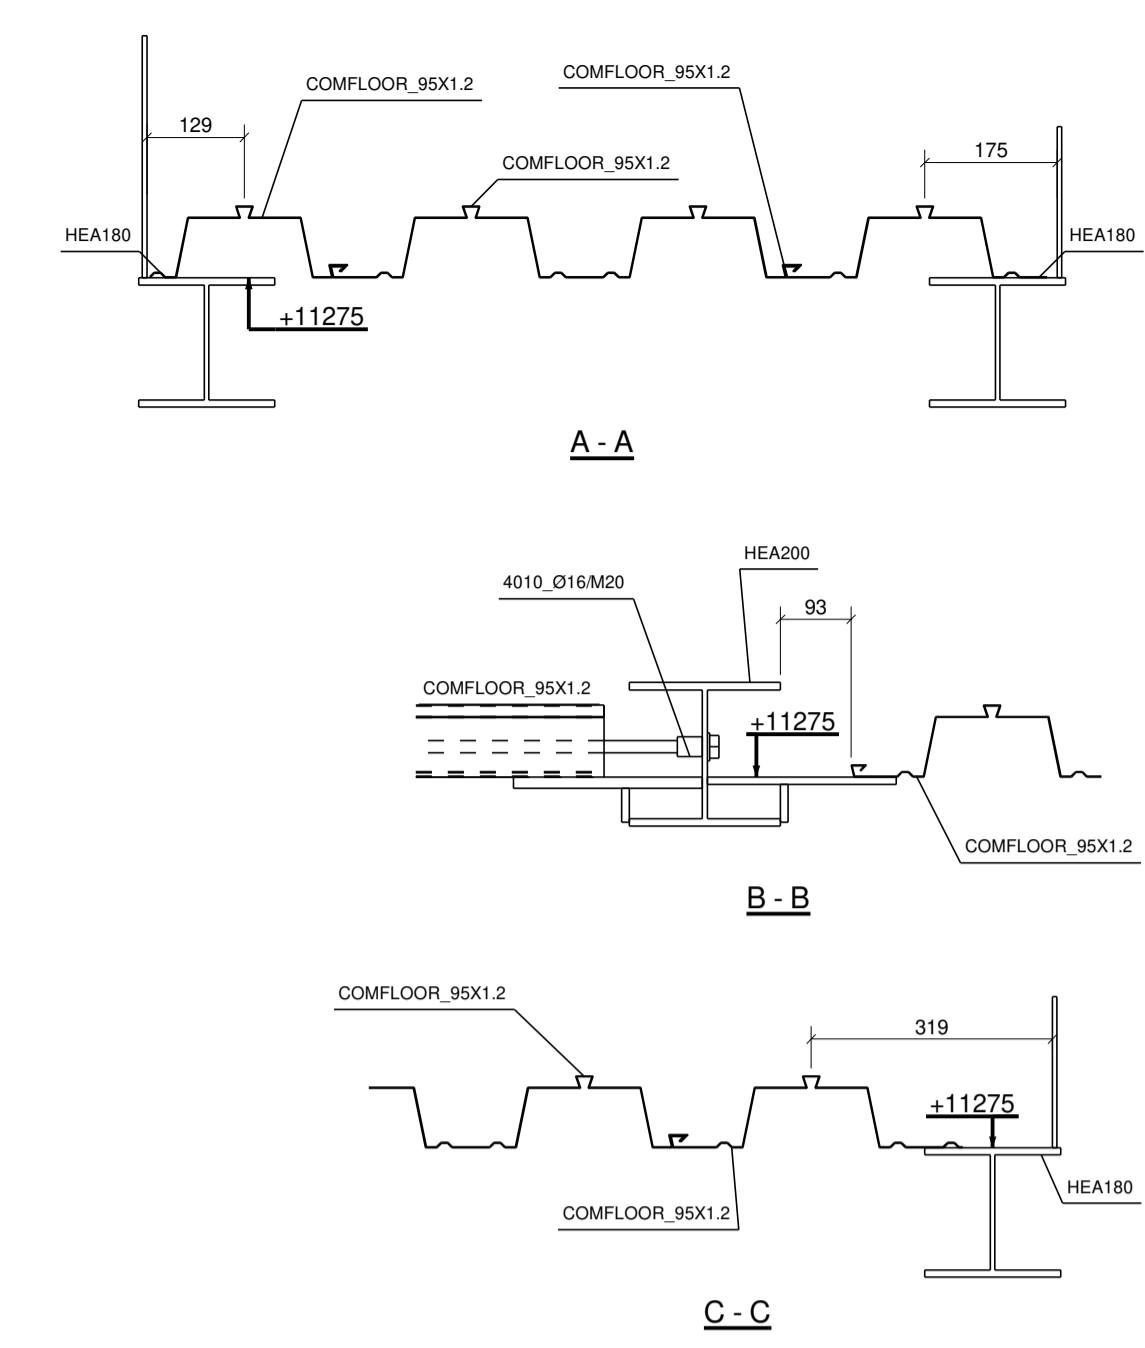 COMFLOOR_95X1.2
COMFLOOR_95X1.2
129
175
COMFLOOR_95X1.2
HEA180
HEA180
+11275
A - A
HEA200
4010_Ø16/M20
93
COMFLOOR_95X1.2
+11275
COMFLOOR_95X1.2
B - B
COMFLOOR_95X1.2
319
+11275
HEA180
COMFLOOR_95X1.2
C - C